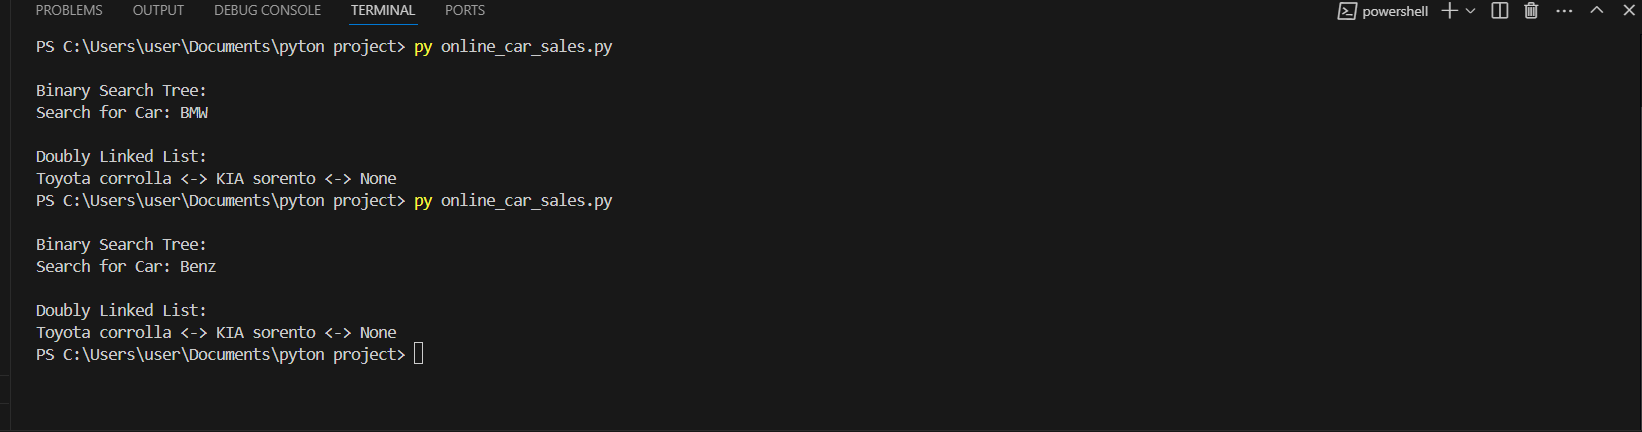 PROBLEMS OUTPUT DEBUG CONSOLE TERMINAL PORTS powershell
PS C:\Users\user\Documents\pyton project> py online_car_sales.py
Binary Search Tree:
Search for Car: BMW
Doubly Linked List:
Toyota corrolla <-> KIA sorento <-> None
PS C:\Users\user\Documents\pyton project> py online_car_sales.py
Binary Search Tree:
Search for Car: Benz
Doubly Linked List:
Toyota corrolla <-> KIA sorento <-> None
PS C:\Users\user\Documents\pyton project>